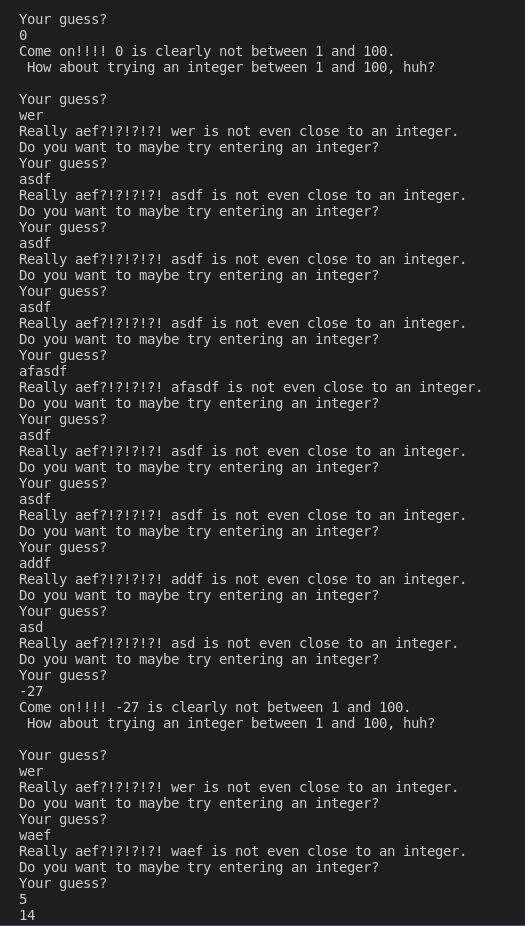 Your guess?
0
Come on!!!! 0 is clearly not between 1 and 100.
How about trying an integer between 1 and 100, huh?
Your guess?
wer
Really aef?!?!?!?! wer is not even close to an integer.
Do you want to maybe try entering an integer?
Your guess?
asdf
Really aef?!?!?!?! asdf is not even close to an integer.
Do you want to maybe try entering an integer?
Your guess?
asdf
Really aef?!?!?!?! asdf is not even close to an integer.
Do you want to maybe try entering an integer?
Your guess?
asdf
Really aef?!?!?!?! asdf is not even close to an integer.
Do you want to maybe try entering an integer?
Your guess?
afasdf
Really aef?!?!?!?! afasdf is not even close to an integer.
Do you want to maybe try entering an integer?
Your guess?
asdf
Really aef?!?!?!?! asdf is not even close to an integer.
Do you want to maybe try entering an integer?
Your guess?
asdf
Really aef?!?!?!?! asdf is not even close to an integer.
Do you want to maybe try entering an integer?
Your guess?
addf
Really aef?!?!?!?! addf is not even close to an integer.
Do you want to maybe try entering an integer?
Your guess?
asd
Really aef?!?!?!?! asd is not even close to an integer.
Do you want to maybe try entering an integer?
Your guess?
-27
Come on!!!! -27 is clearly not between 1 and 100.
How about trying an integer between 1 and 100, huh?
Your guess?
wer
Really aef?!?!?!?! wer is not even close to an integer.
Do you want to maybe try entering an integer?
Your guess?
waef
Really aef?!?!?!?! waef is not even close to an integer.
Do you want to maybe try entering an integer?
Your guess?
5
14